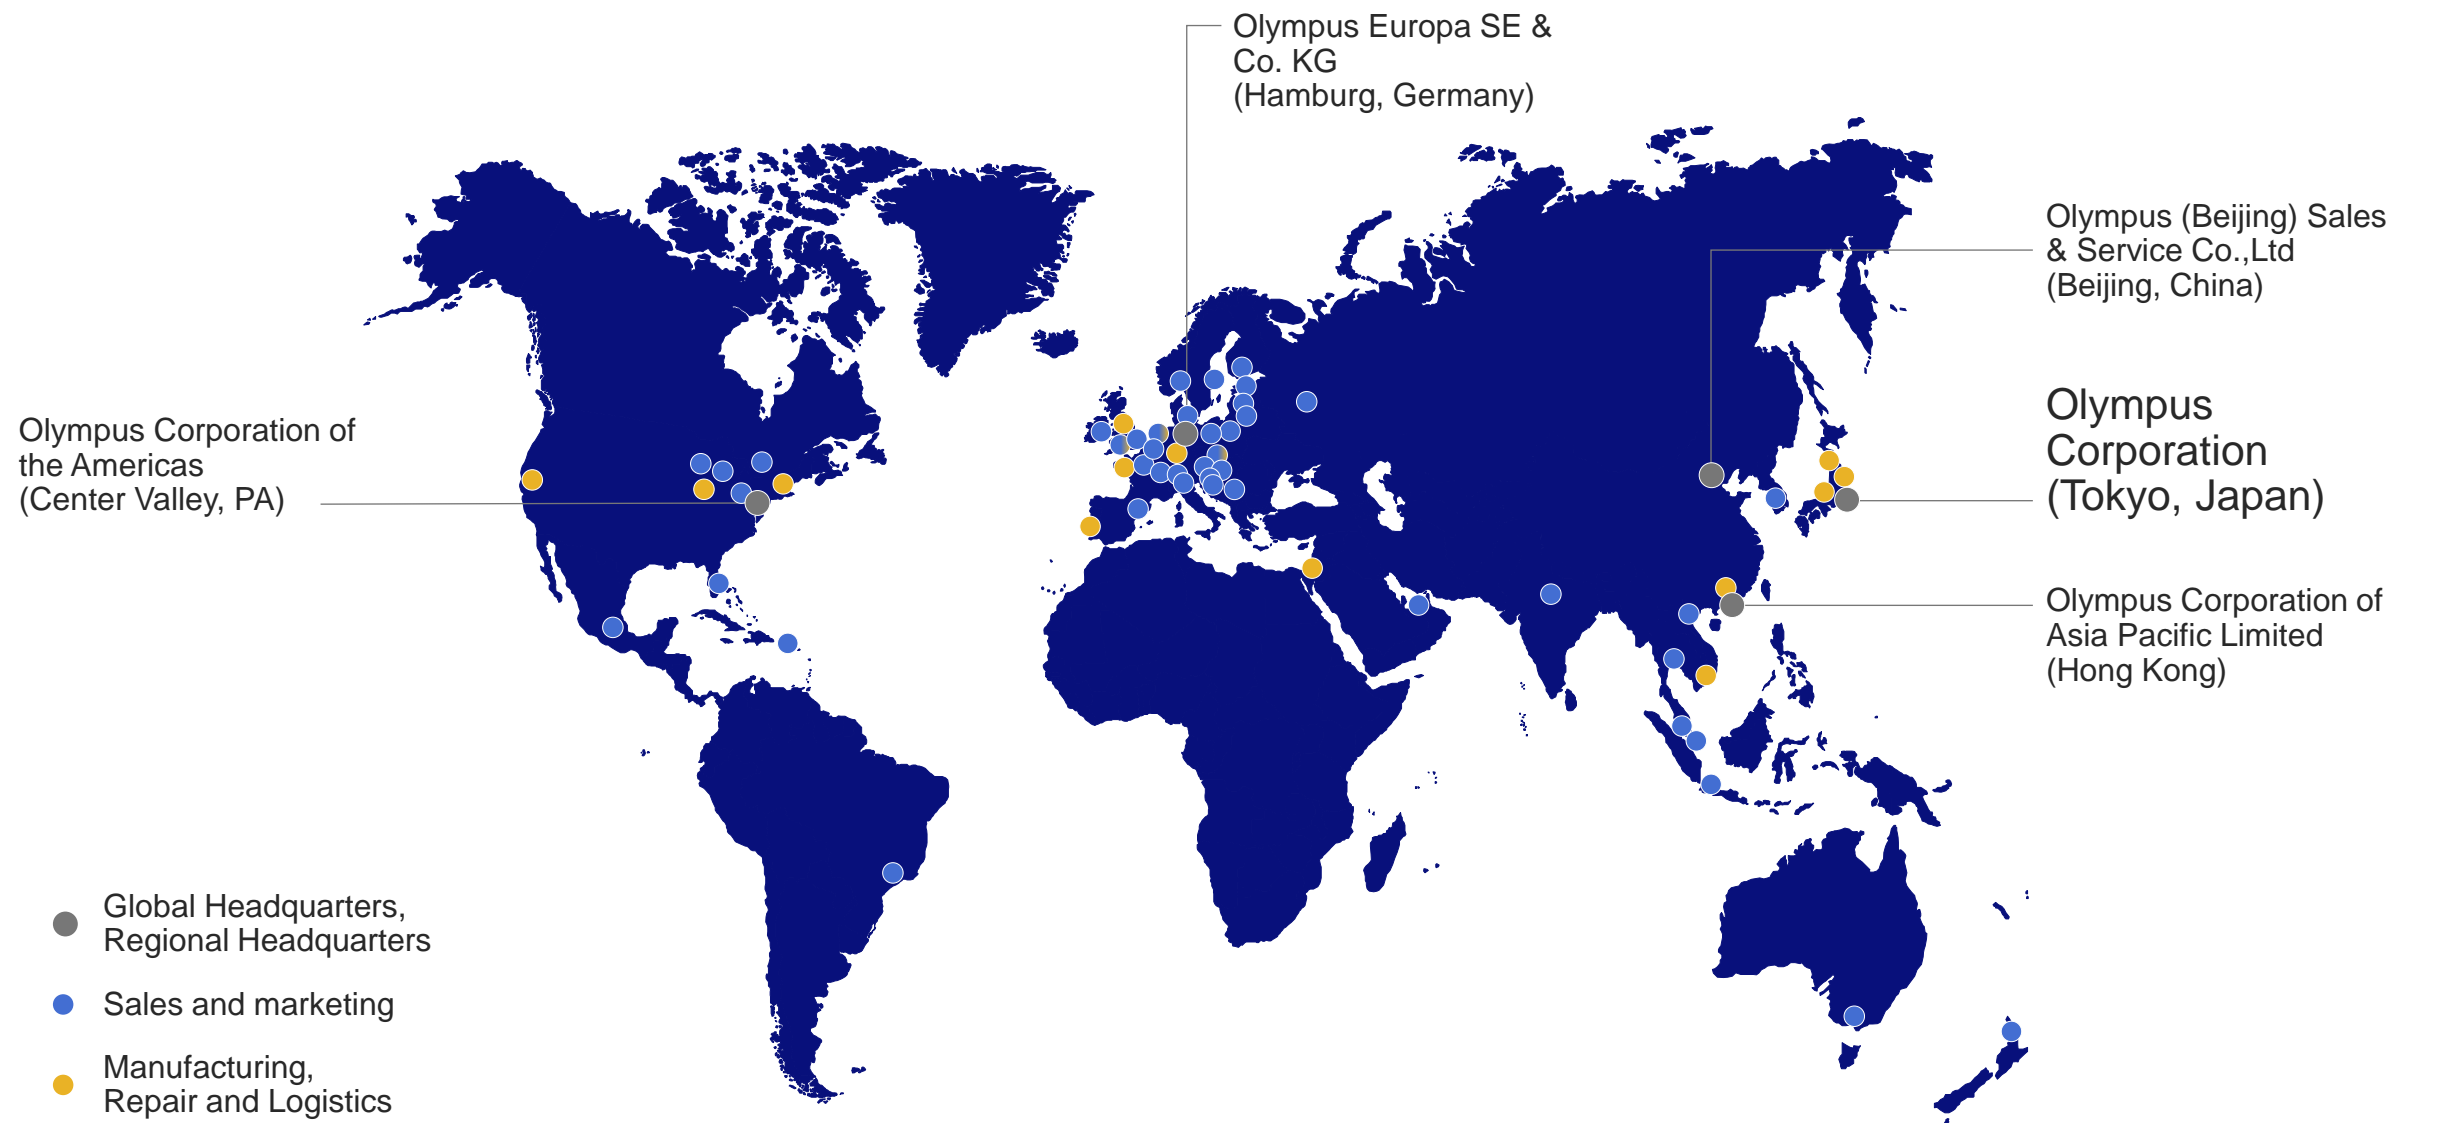 Olympus Europa SE &
Co. KG
(Hamburg, Germany)
Olympus (Beijing) Sales
& Service Co.,Ltd
(Beijing, China)
Olympus
Corporation
(Tokyo, Japan)
Olympus Corporation of
the Americas
(Center Valley, PA)
Olympus Corporation of
Asia Pacific Limited
(Hong Kong)
Global Headquarters,
Regional Headquarters
Sales and marketing
Manufacturing,
Repair and Logistics